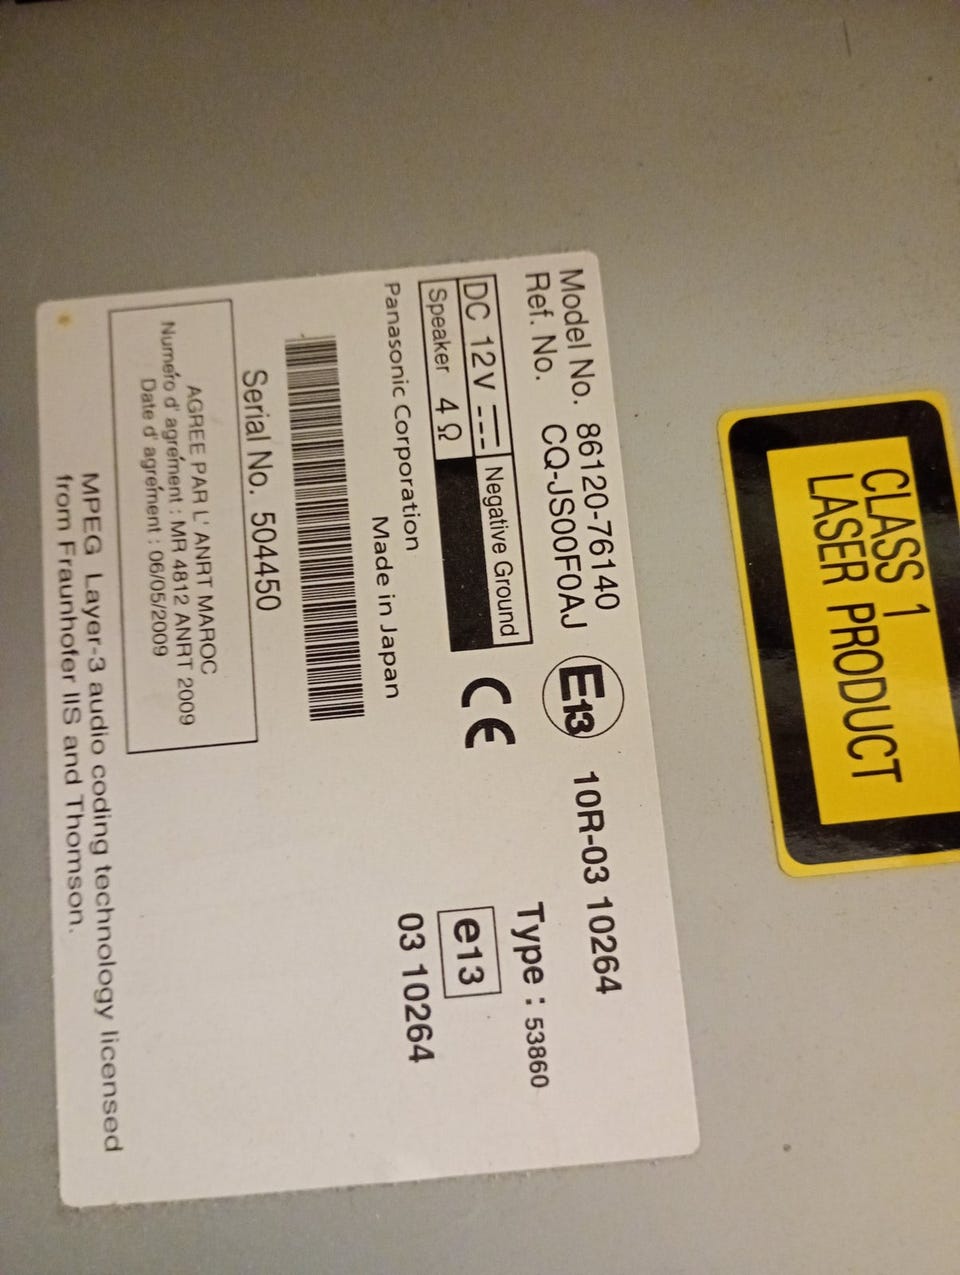 CLASS 1
LASER PRODUCT
Model No. 86120-76140
Ref. No. CQ-JS00F0AJ
E13 10R-03 10264
DC 12V Negative Ground
Speaker 4 Ω
CE
Type : 53860
e13
03 10264
Panasonic Corporation
Made in Japan
Serial No. 504450
AGREE PAR L' ANRT MAROC
Numéro d' agrément : MR 4812 ANRT 2009
Date d' agrément : 06/05/2009
MPEG Layer-3 audio coding technology licensed
from Fraunhofer IIS and Thomson.